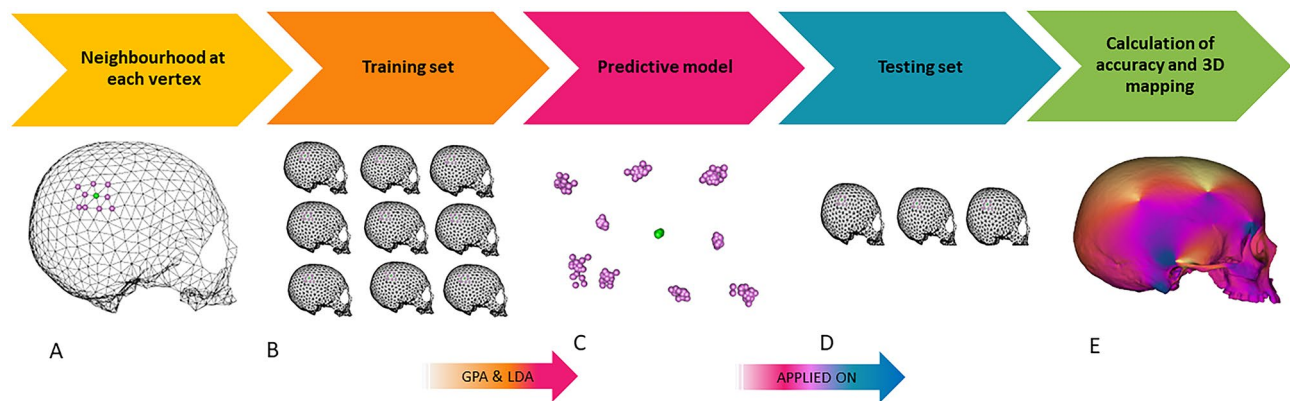 Neighbourhood at
each vertex
Training set
Predictive model
Testing set
Calculation of
accuracy and 3D
mapping
A
B
C
D
E
GPA & LDA
APPLIED ON